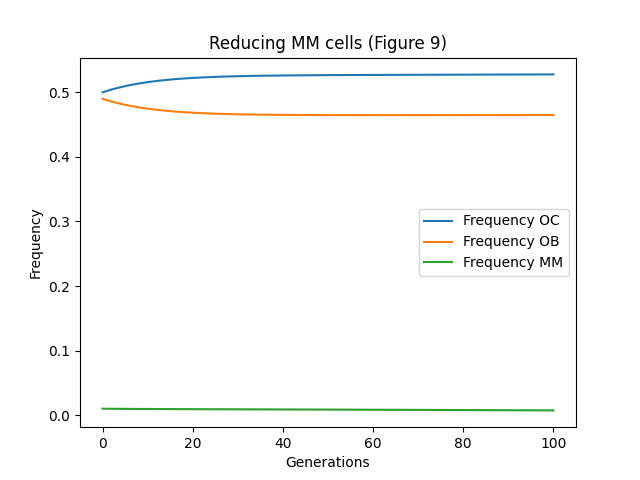 Reducing MM cells (Figure 9)
Frequency
0.5
0.4
0.3
0.2
0.1
0.0
Frequency OC
Frequency OB
Frequency MM
0 20 40 60 80 100
Generations